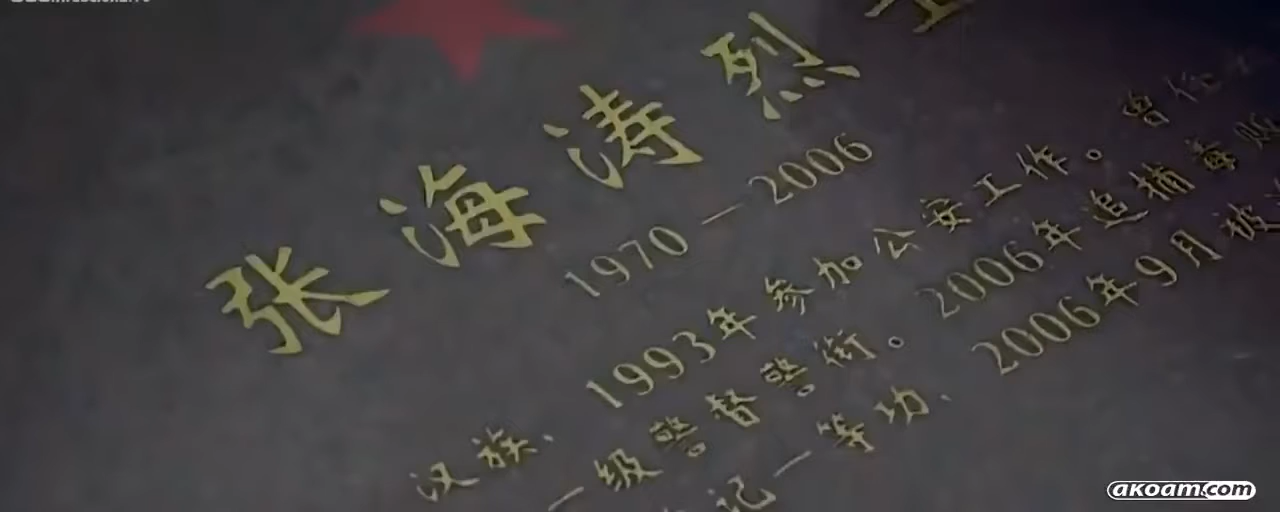 张海涛烈士
1970—2006
汉族、1993年参加公安工作。曾任
一级警督警衔。2006年追捕毒贩
记一等功、2006年9月被
akoam.com